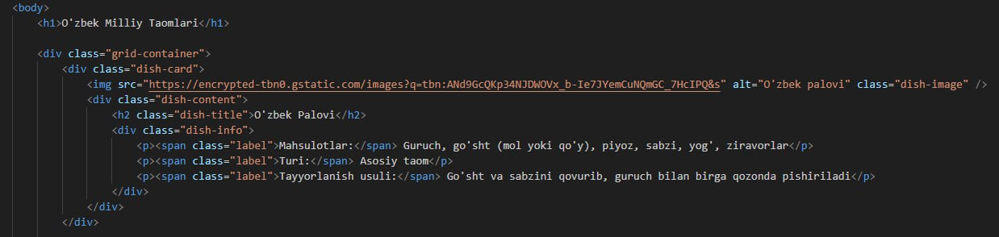 <body>
<h1>O'zbek Milliy Taomlari</h1>
<div class="grid-container">
<div class="dish-card">
<img src="https://encrypted-tbn0.gstatic.com/images?q=tbn:ANd9GcQKp34NJDWOVx_b-Ie7JYemCuNQmGC_7HcIPQ&s" alt="O'zbek palovi" class="dish-image" />
<div class="dish-content">
<h2 class="dish-title">O'zbek Palovi</h2>
<div class="dish-info">
<p><span class="label">Mahsulotlar:</span> Guruch, go'sht (mol yoki qo'y), piyoz, sabzi, yog', ziravorlar</p>
<p><span class="label">Turi:</span> Asosiy taom</p>
<p><span class="label">Tayyorlanish usuli:</span> Go'sht va sabzini qovurib, guruch bilan birga qozonda pishiriladi</p>
</div>
</div>
</div>